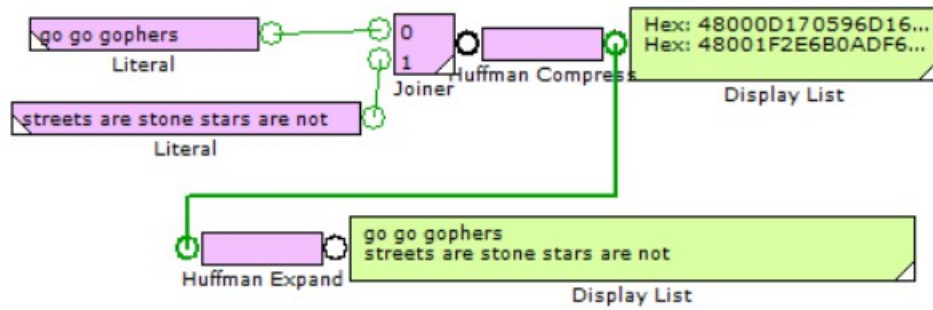 go go gophers
Literal
0
1
Joiner
Huffman Compress
Hex: 48000D170596D16...
Hex: 48001F2E6B0ADF6...
Display List
streets are stone stars are not
Literal
Huffman Expand
go go gophers
streets are stone stars are not
Display List